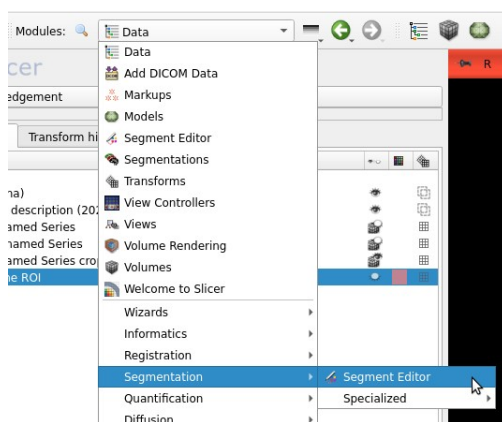 Modules: Data
R
cer
edgement
Data
Add DICOM Data
Markups
Models
Segment Editor
Segmentations
Transforms
View Controllers
Views
Volume Rendering
Volumes
Welcome to Slicer
Wizards
Informatics
Registration
Segmentation
Quantification
Diffusion
Transform hi
na)
description (202
amed Series
named Series
amed Series cro
ne ROI
Segment Editor
Specialized